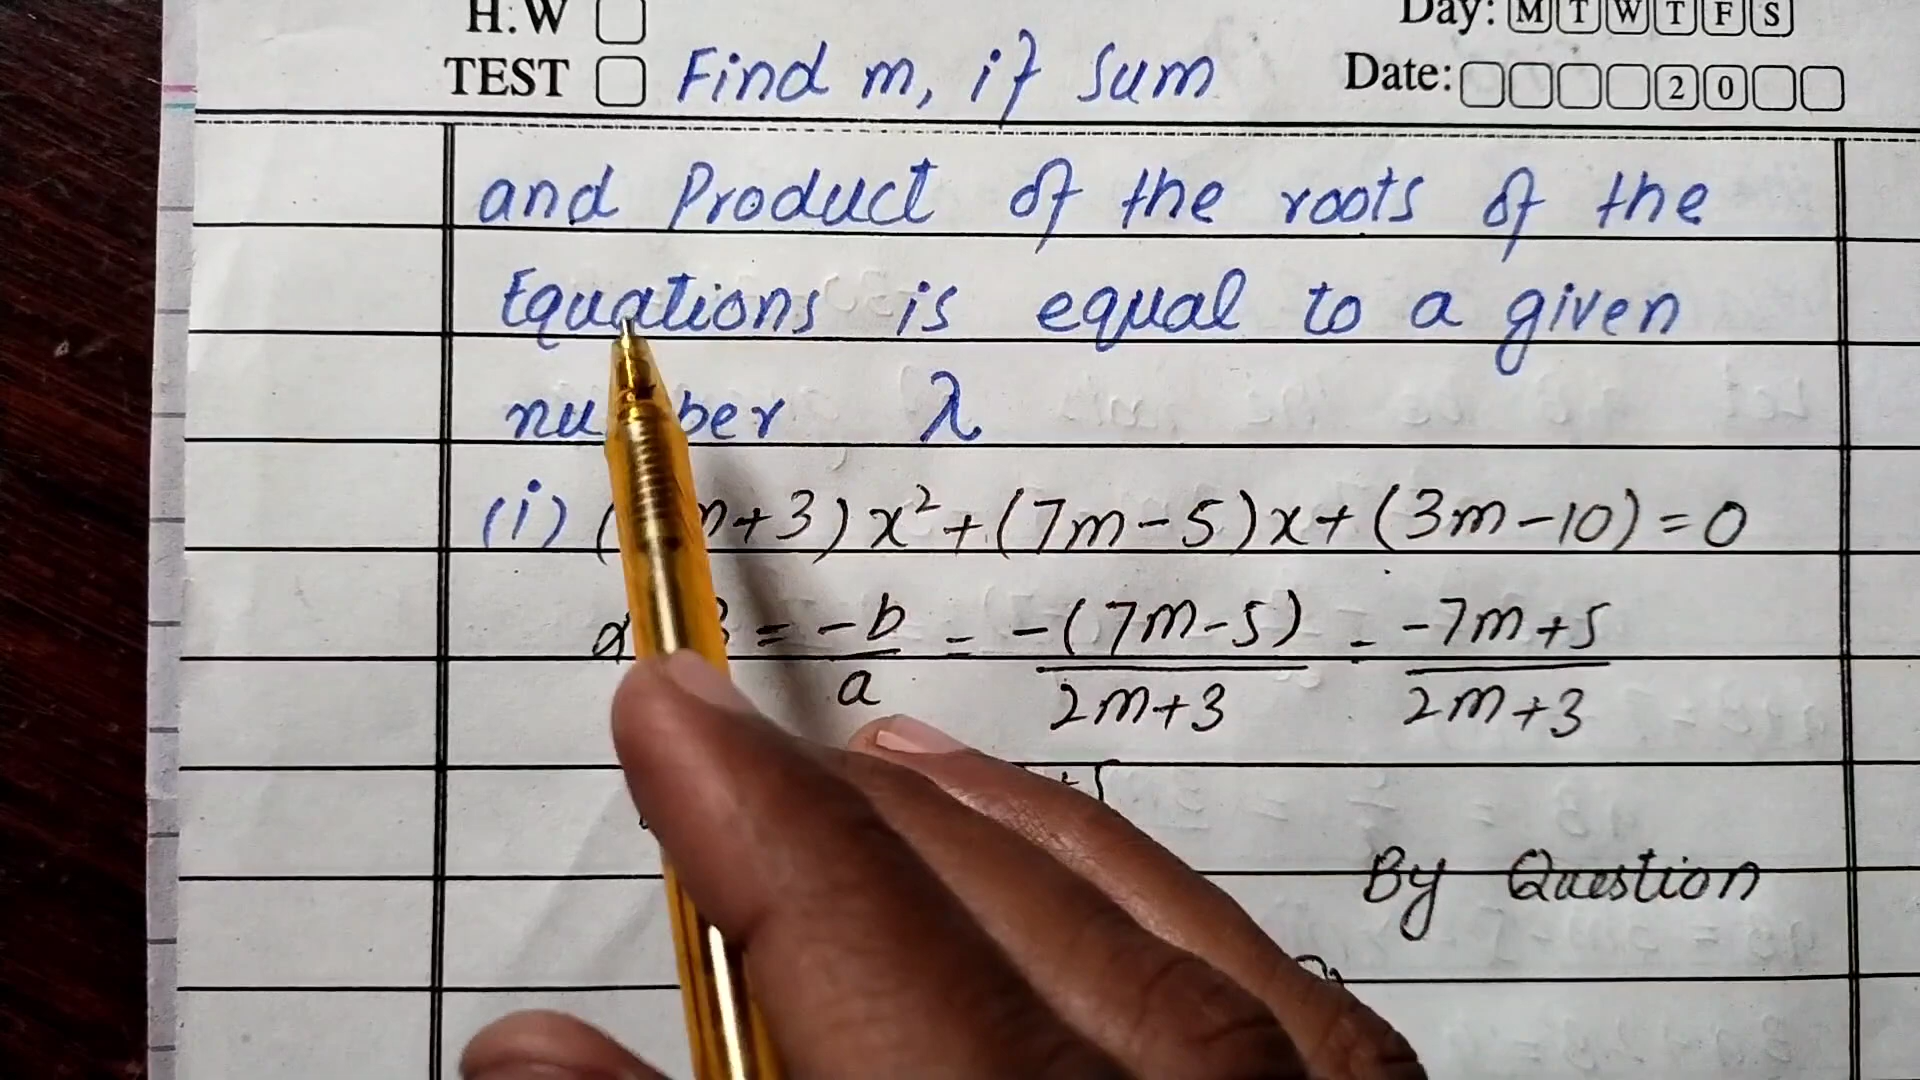 H.W
Day: M T W T F S
TEST Find m, if sum
Date: 2 0
and Product of the roots of the
Equations is equal to a given
λ
(i) +3)x²+(7m-5)x+(3m-10)=0
= -b/a = -(7m-5)/2m+3 = -7m+5/2m+3
By Question